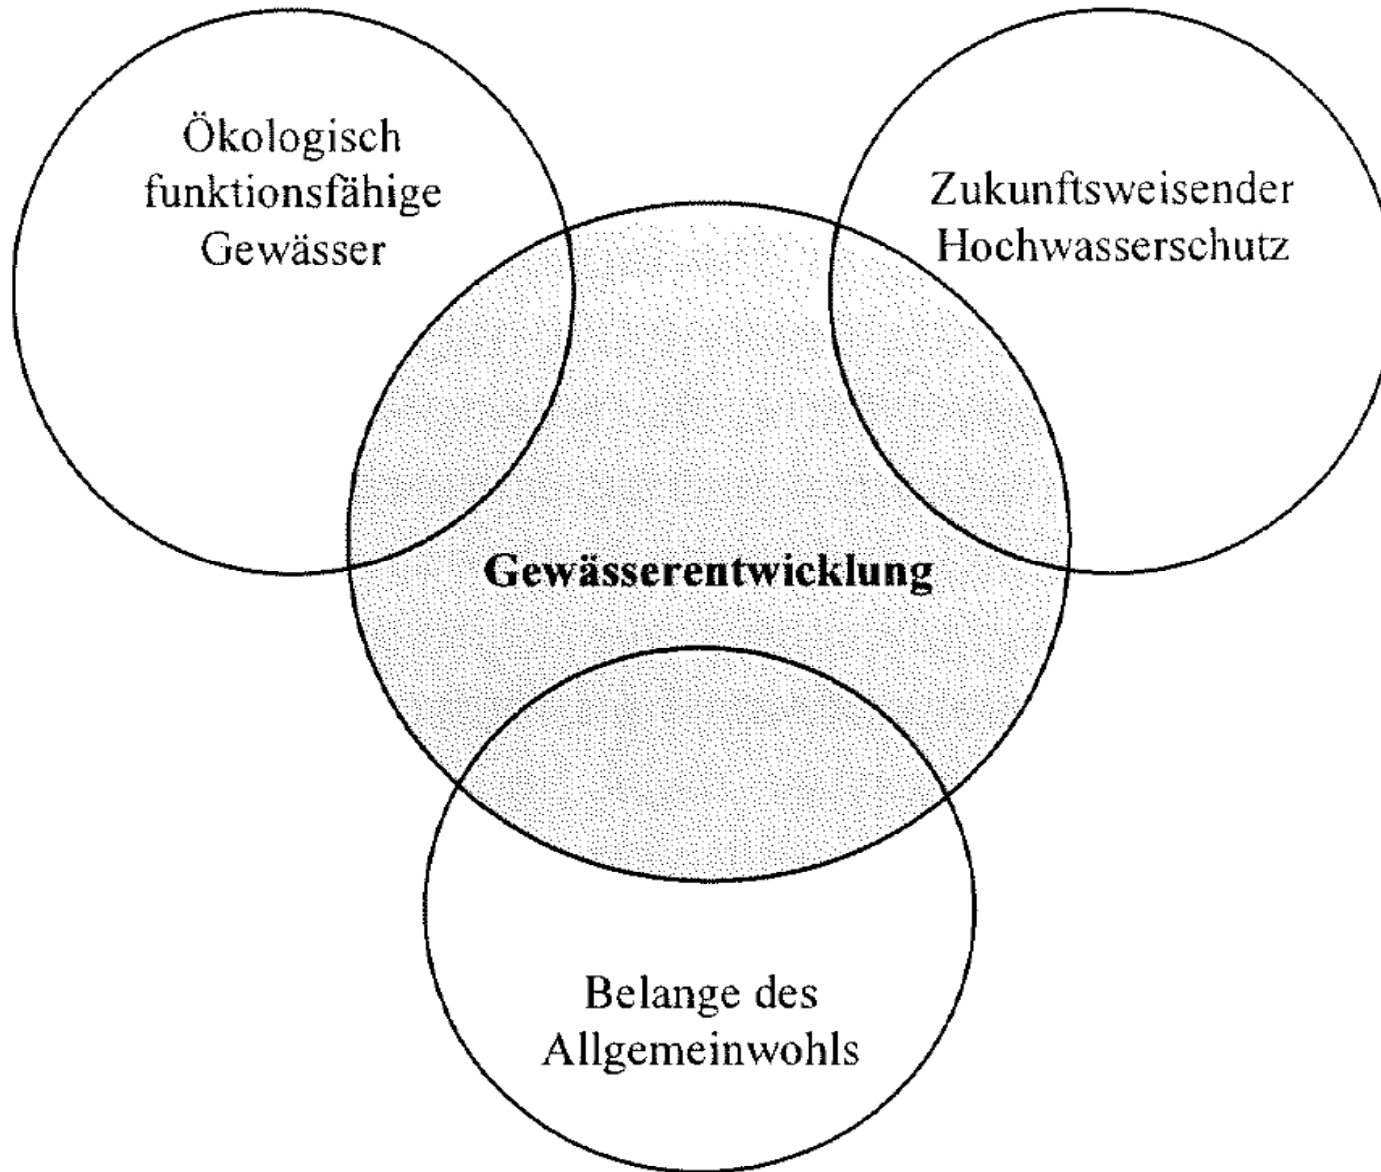 Ökologisch
funktionsfähige
Gewässer
Zukunftsweisender
Hochwasserschutz
Gewässerentwicklung
Belange des
Allgemeinwohls